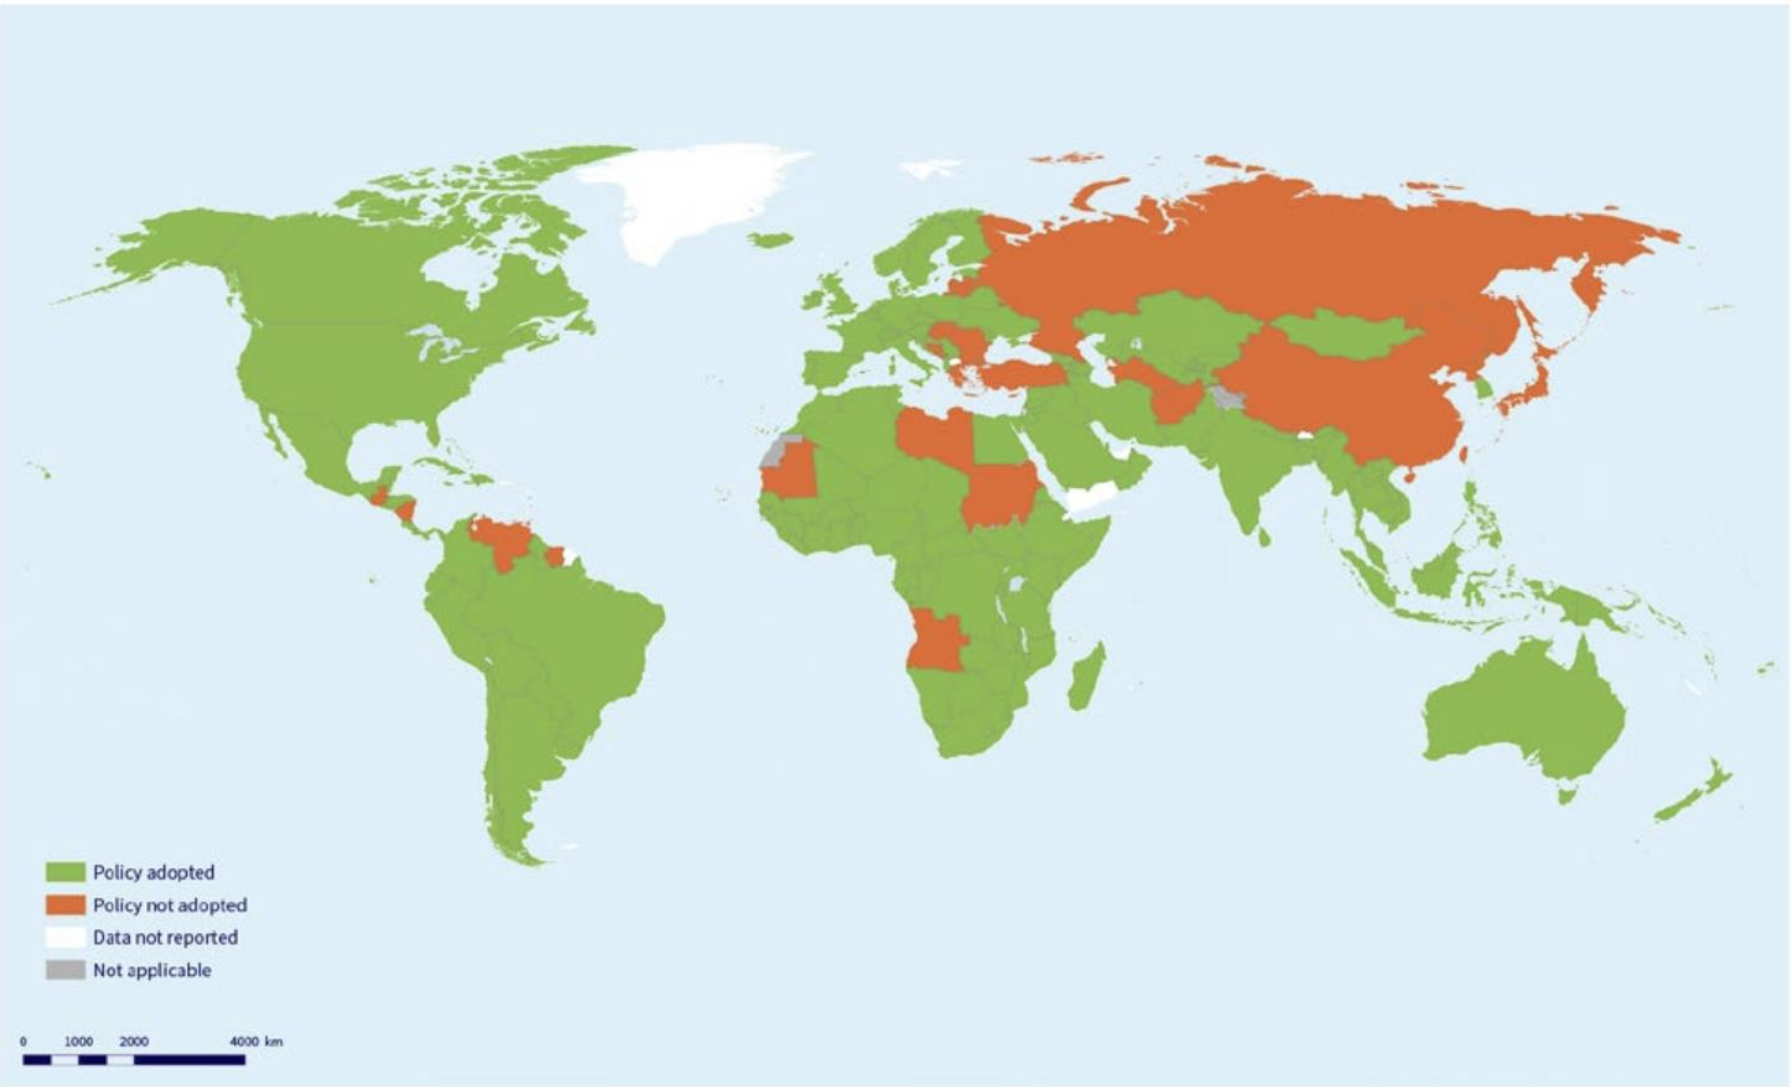 Policy adopted
Policy not adopted
Data not reported
Not applicable
0 1000 2000 4000 km